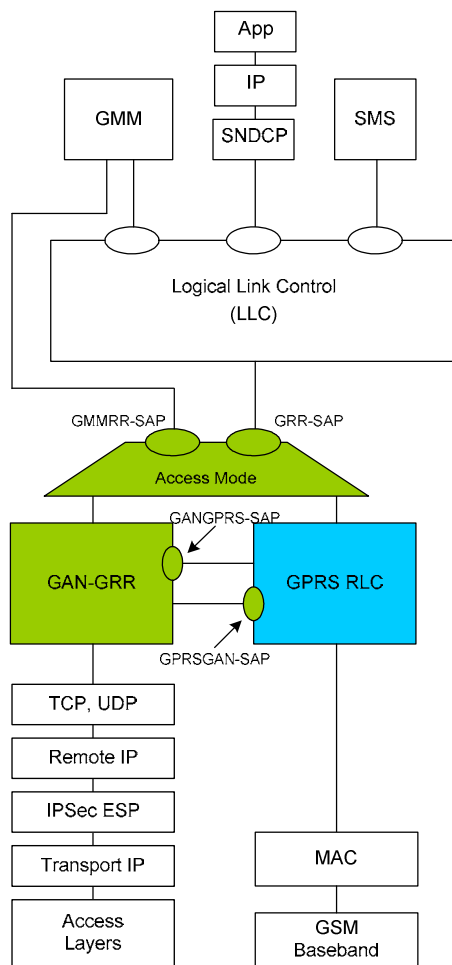 App
IP
GMM
SNDCP
SMS
Logical Link Control
(LLC)
GMMRR-SAP
GRR-SAP
Access Mode
GANGPRS-SAP
GAN-GRR
GPRS RLC
GPRSGAN-SAP
TCP, UDP
Remote IP
IPSec ESP
Transport IP
MAC
Access
Layers
GSM
Baseband